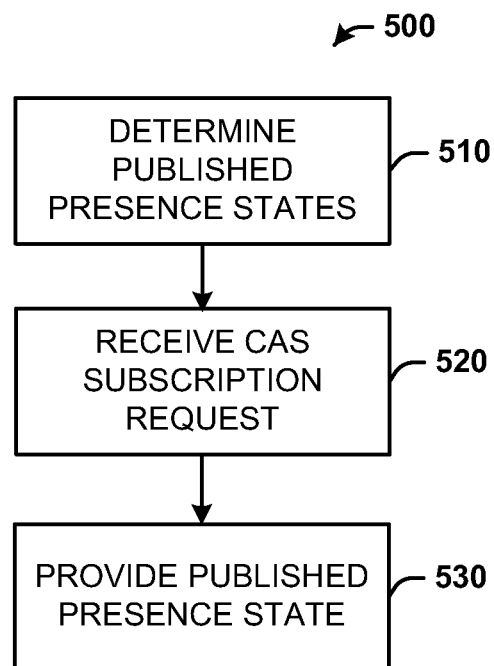 500
DETERMINE
PUBLISHED
PRESENCE STATES
510
RECEIVE CAS
SUBSCRIPTION
REQUEST
520
PROVIDE PUBLISHED
PRESENCE STATE
530